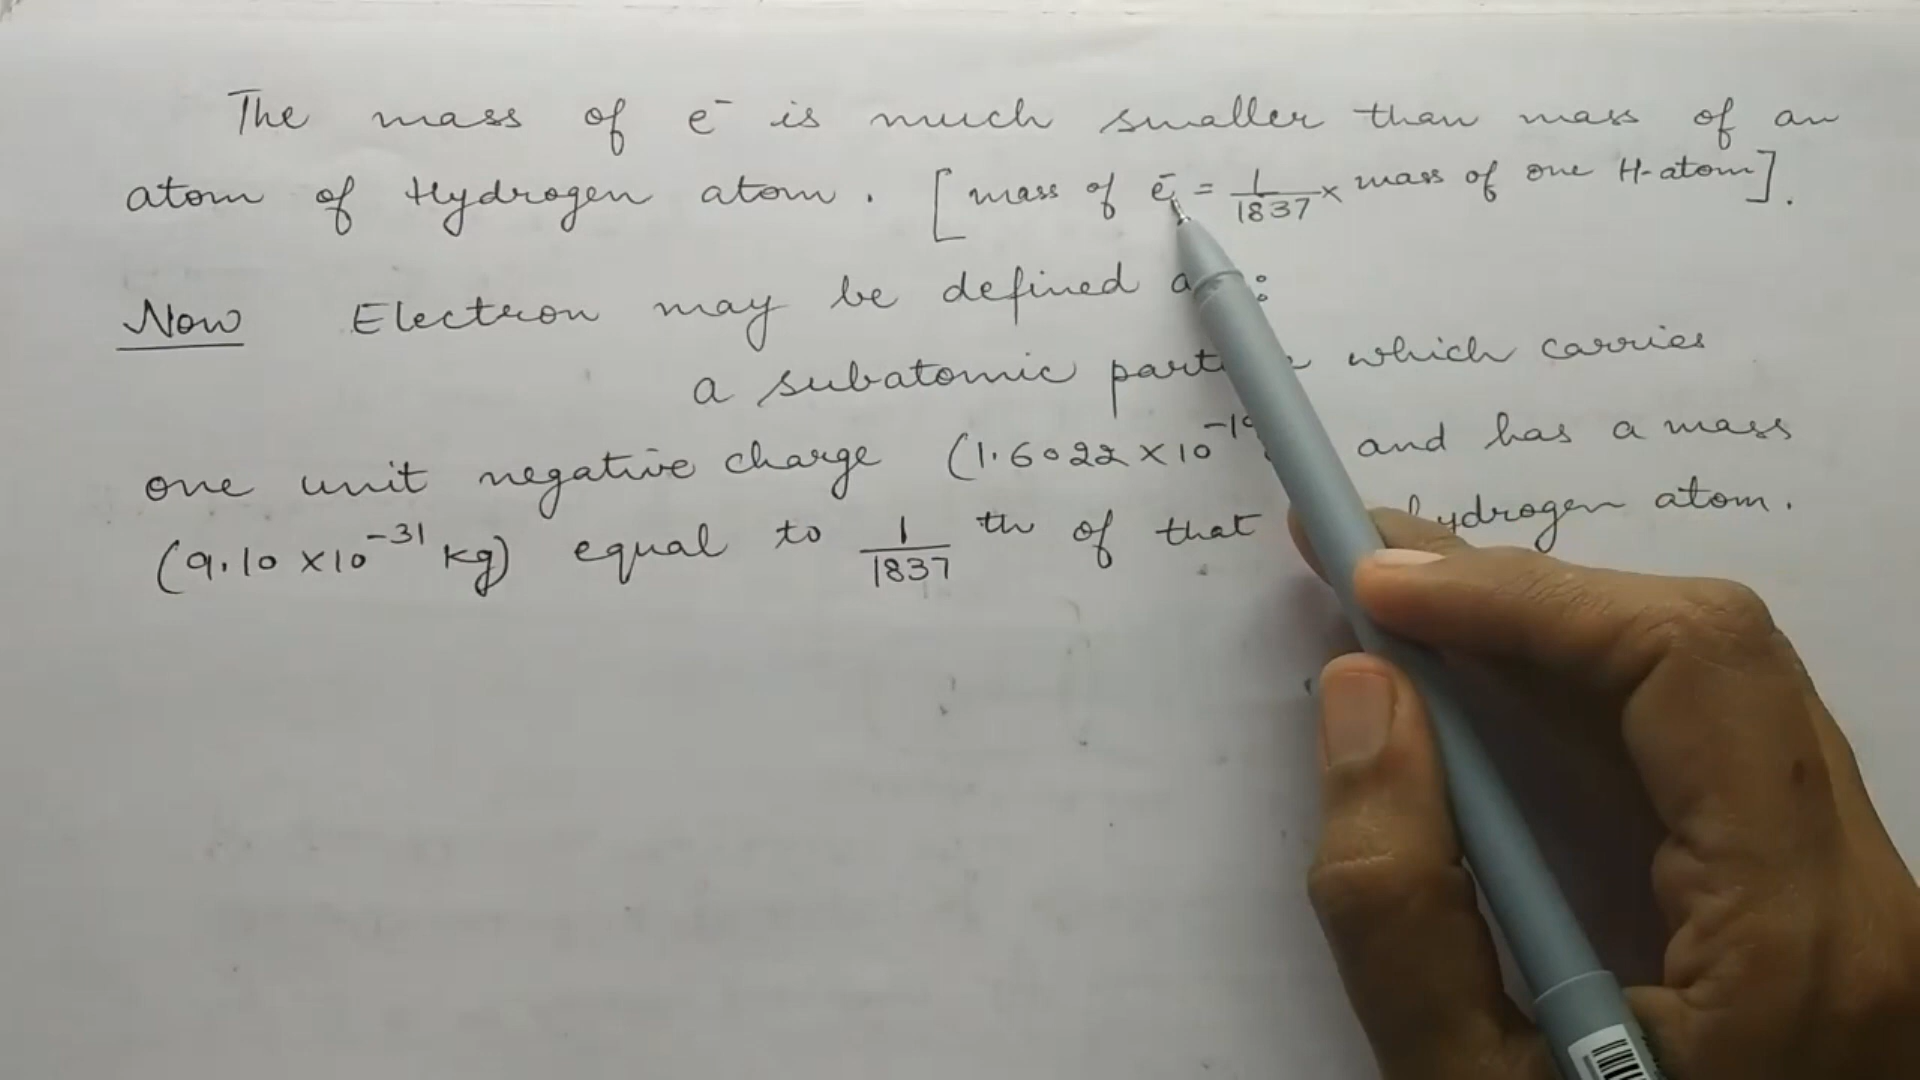 The mass of e⁻ is much smaller than mass of an
atom of Hydrogen atom. [mass of e⁻ = 1/1837 × mass of one H-atom].
Now Electron may be defined :
a subatomic which carries
one unit negative charge (1.6022 × 10⁻¹⁹ and has a mass
(9.10 × 10⁻³¹ kg) equal to 1/1837 th of that hydrogen atom.